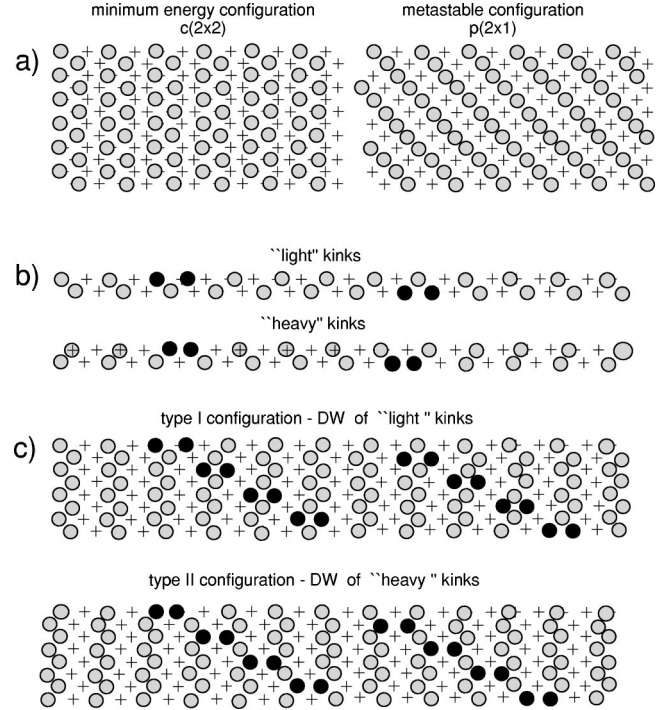 minimum energy configuration
c(2x2)
metastable configuration
p(2x1)
a)
``light'' kinks
b)
``heavy'' kinks
type I configuration - DW of ``light '' kinks
c)
type II configuration - DW of ``heavy '' kinks